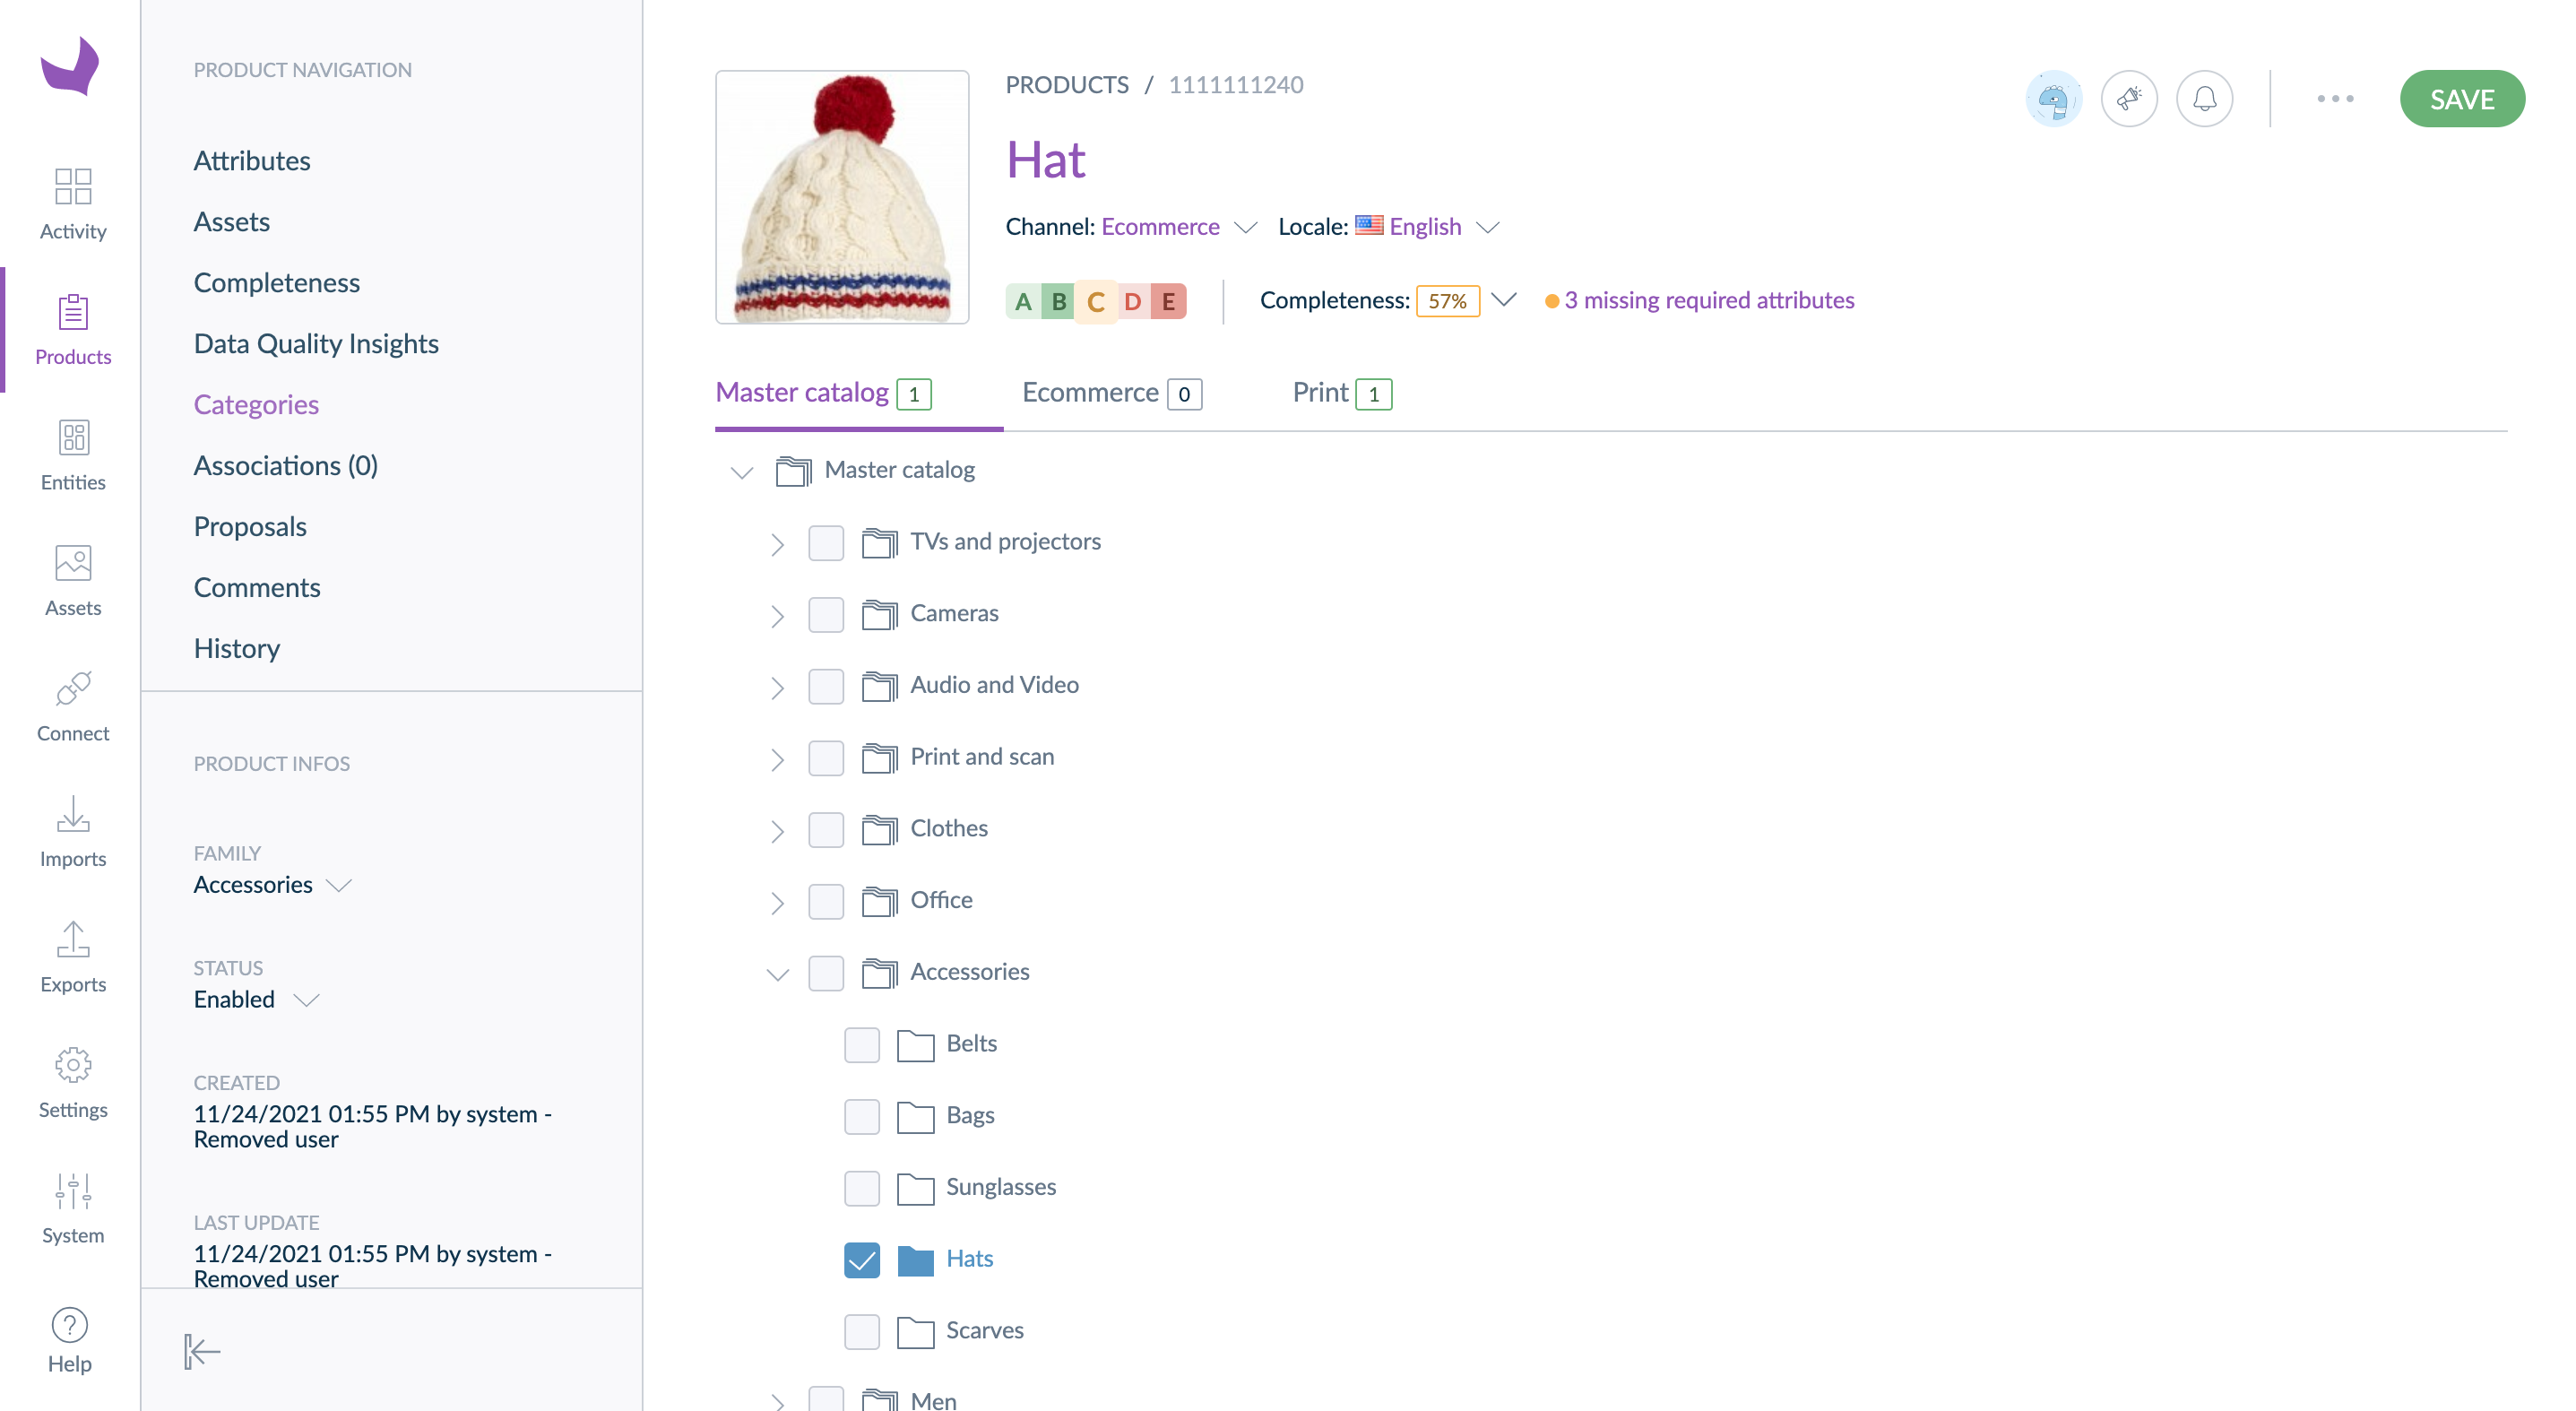 Activity
Products
Entities
Assets
Connect
Imports
Exports
Settings
System
Help
PRODUCT NAVIGATION
Attributes
Assets
Completeness
Data Quality Insights
Categories
Associations (0)
Proposals
Comments
History
PRODUCT INFOS
FAMILY
Accessories
STATUS
Enabled
CREATED
11/24/2021 01:55 PM by system -
Removed user
LAST UPDATE
11/24/2021 01:55 PM by system -
Removed user
PRODUCTS / 1111111240
SAVE
Hat
Channel: Ecommerce Locale: English
A B C D E Completeness: 57% 3 missing required attributes
Master catalog 1 Ecommerce 0 Print 1
Master catalog
TVs and projectors
Cameras
Audio and Video
Print and scan
Clothes
Office
Accessories
Belts
Bags
Sunglasses
Hats
Scarves
Men